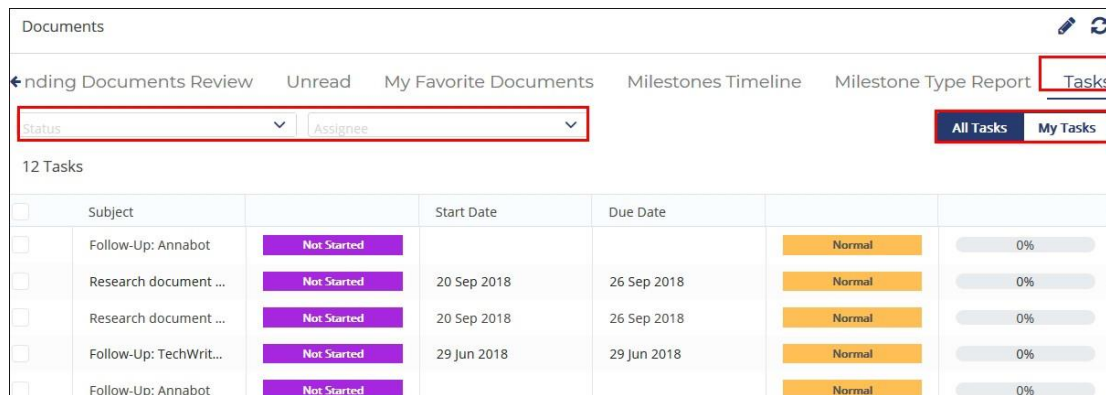 Documents
nding Documents Review Unread My Favorite Documents Milestones Timeline Milestone Type Report Tasks
Status Assignee All Tasks My Tasks
12 Tasks
Subject Start Date Due Date
Follow-Up: Annabot Not Started Normal 0%
Research document ... Not Started 20 Sep 2018 26 Sep 2018 Normal 0%
Research document ... Not Started 20 Sep 2018 26 Sep 2018 Normal 0%
Follow-Up: TechWrit... Not Started 29 Jun 2018 29 Jun 2018 Normal 0%
Follow-Up: Annabot Not Started Normal 0%